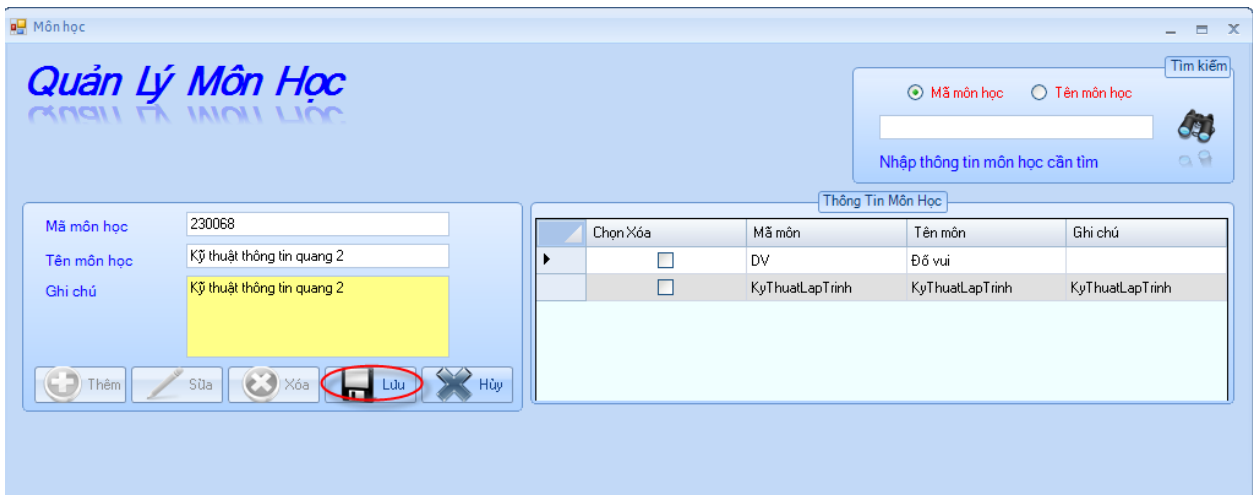 Môn học
Quản Lý Môn Học
Tìm kiếm
Mã môn học
Tên môn học
Nhập thông tin môn học cần tìm
Mã môn học
230068
Tên môn học
Kỹ thuật thông tin quang 2
Ghi chú
Kỹ thuật thông tin quang 2
Thêm
Sửa
Xóa
Lưu
Hủy
Thông Tin Môn Học
Chọn Xóa Mã môn Tên môn Ghi chú
DV Đố vui
KyThuatLapTrinh KyThuatLapTrinh KyThuatLapTrinh